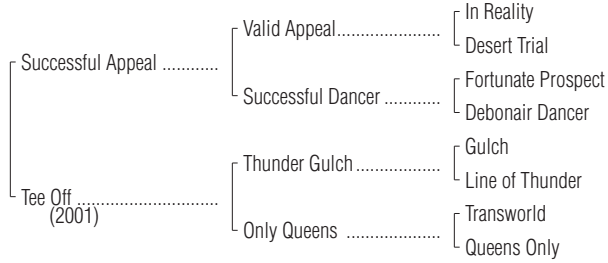 In Reality
Valid Appeal................
Desert Trial
Successful Appeal ............
Fortunate Prospect
Successful Dancer ............
Debonair Dancer
Gulch
Thunder Gulch ..................
Line of Thunder
Tee Off ..............................
(2001)
Transworld
Only Queens ....................
Queens Only